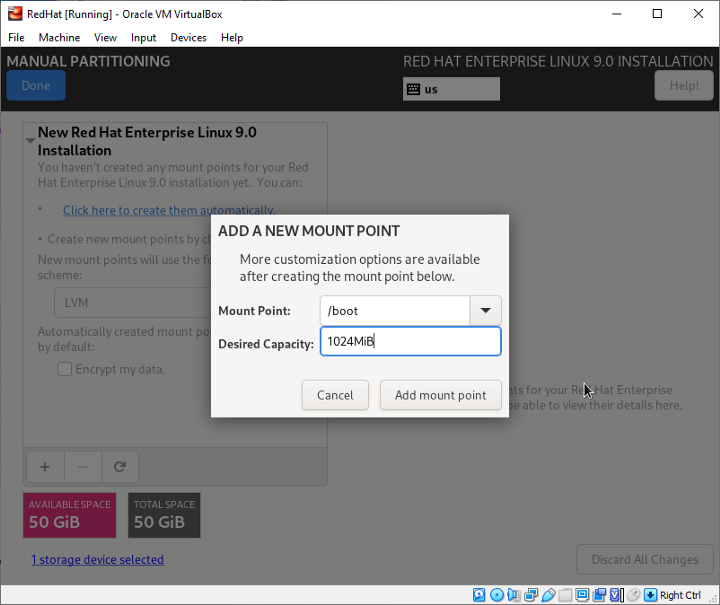 RedHat [Running] - Oracle VM VirtualBox
File Machine View Input Devices Help
MANUAL PARTITIONING
RED HAT ENTERPRISE LINUX 9.0 INSTALLATION
Done
us
Help!
New Red Hat Enterprise Linux 9.0
Installation
You haven't created any mount points for your Red
Hat Enterprise Linux 9.0 installation yet. You can:
• Click here to create them automatically.
• Create new mount points by cl
New mount points will use the fo
scheme:
LVM
Automatically created mount po
by default:
Encrypt my data.
ADD A NEW MOUNT POINT
More customization options are available
after creating the mount point below.
Mount Point: /boot
Desired Capacity: 1024MiB
Cancel
Add mount point
nts for your Red Hat Enterprise
be able to view their details here.
+ −
AVAILABLE SPACE
50 GiB
TOTAL SPACE
50 GiB
1 storage device selected
Discard All Changes
Right Ctrl